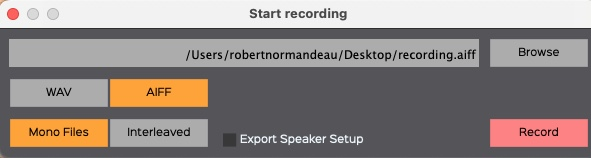 Start recording
/Users/robertnormandeau/Desktop/recording.aiff
Browse
WAV
AIFF
Mono Files
Interleaved
Export Speaker Setup
Record